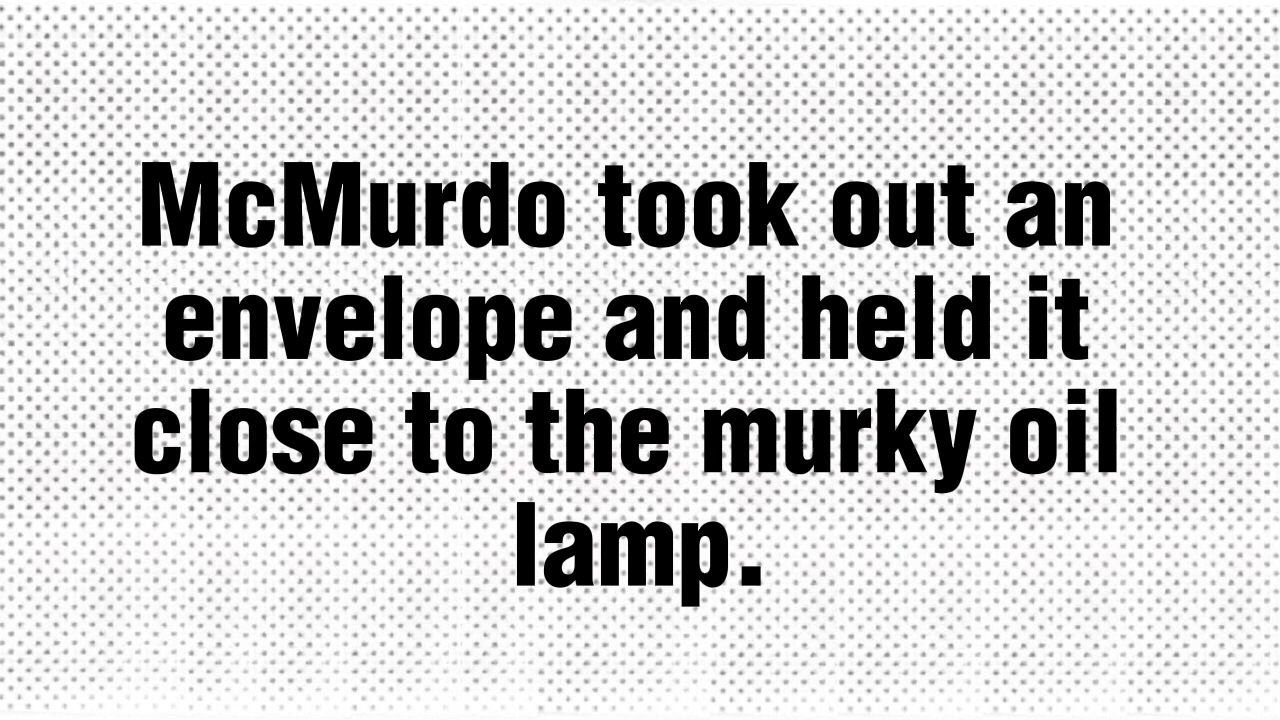 McMurdo took out an
envelope and held it
close to the murky oil
lamp.